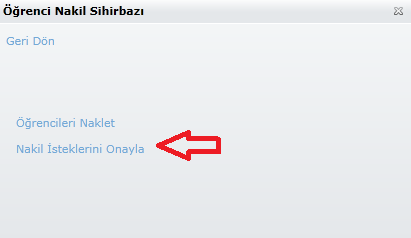 Öğrenci Nakil Sihirbazı
Geri Dön
Öğrencileri Naklet
Nakil İsteklerini Onayla